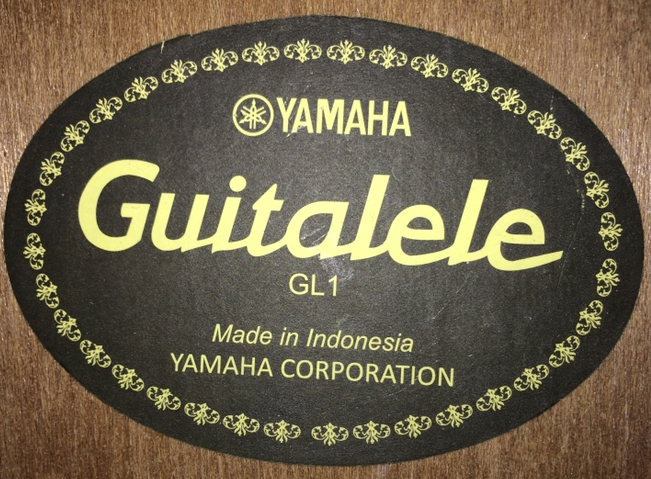 YAMAHA
Guitalele
GL1
Made in Indonesia
YAMAHA CORPORATION